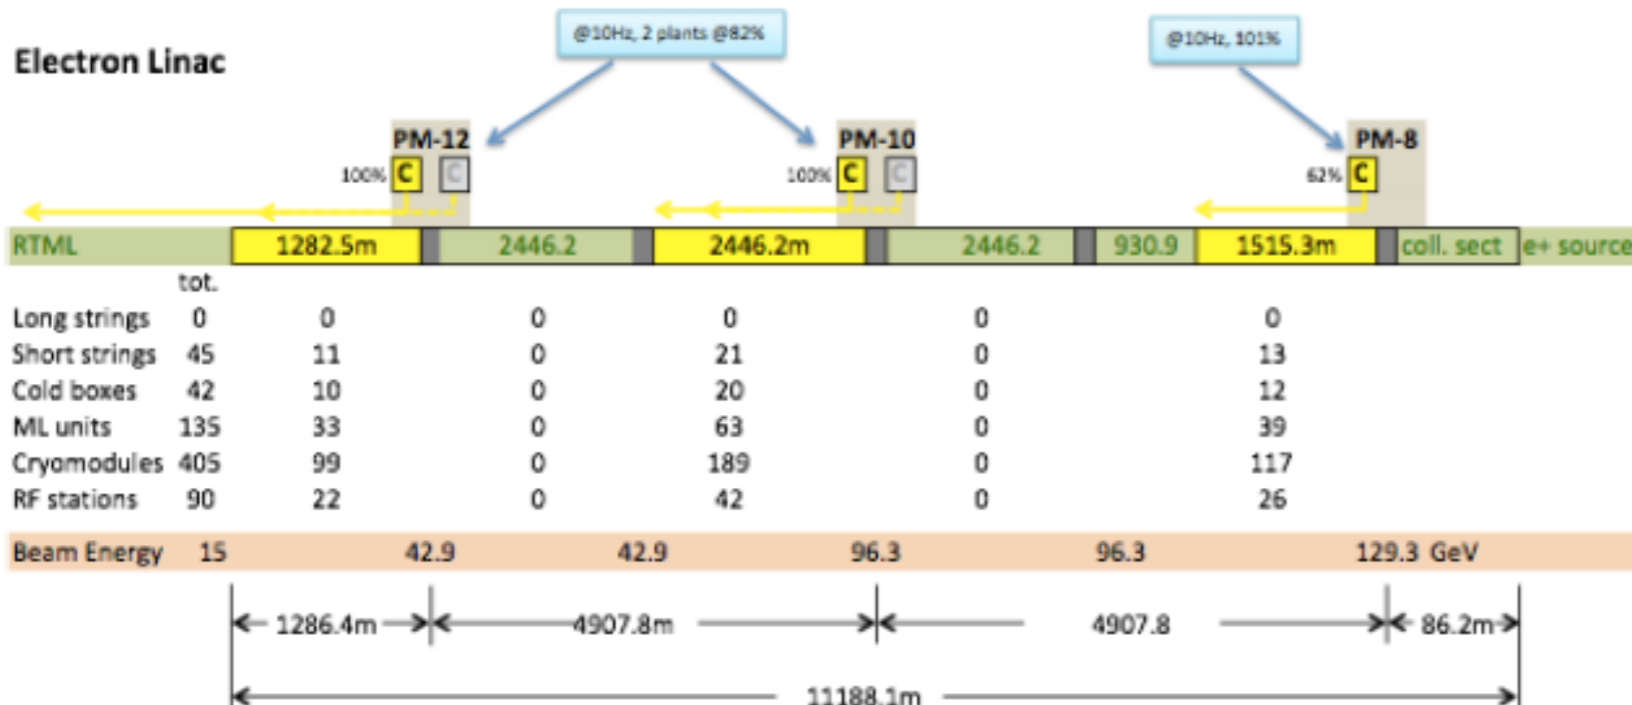 @10Hz, 2 plants @82%
@10Hz, 101%
Electron Linac
PM-12 PM-10 PM-8
100% C C 100% C C 62% C
RTML 1282.5m 2446.2 2446.2m 2446.2 930.9 1515.3m coll. sect e+ source
tot.
Long strings 0 0 0 0 0 0
Short strings 45 11 0 21 0 13
Cold boxes 42 10 0 20 0 12
ML units 135 33 0 63 0 39
Cryomodules 405 99 0 189 0 117
RF stations 90 22 0 42 0 26
Beam Energy 15 42.9 42.9 96.3 96.3 129.3 GeV
1286.4m 4907.8m 4907.8 86.2m
11188.1m